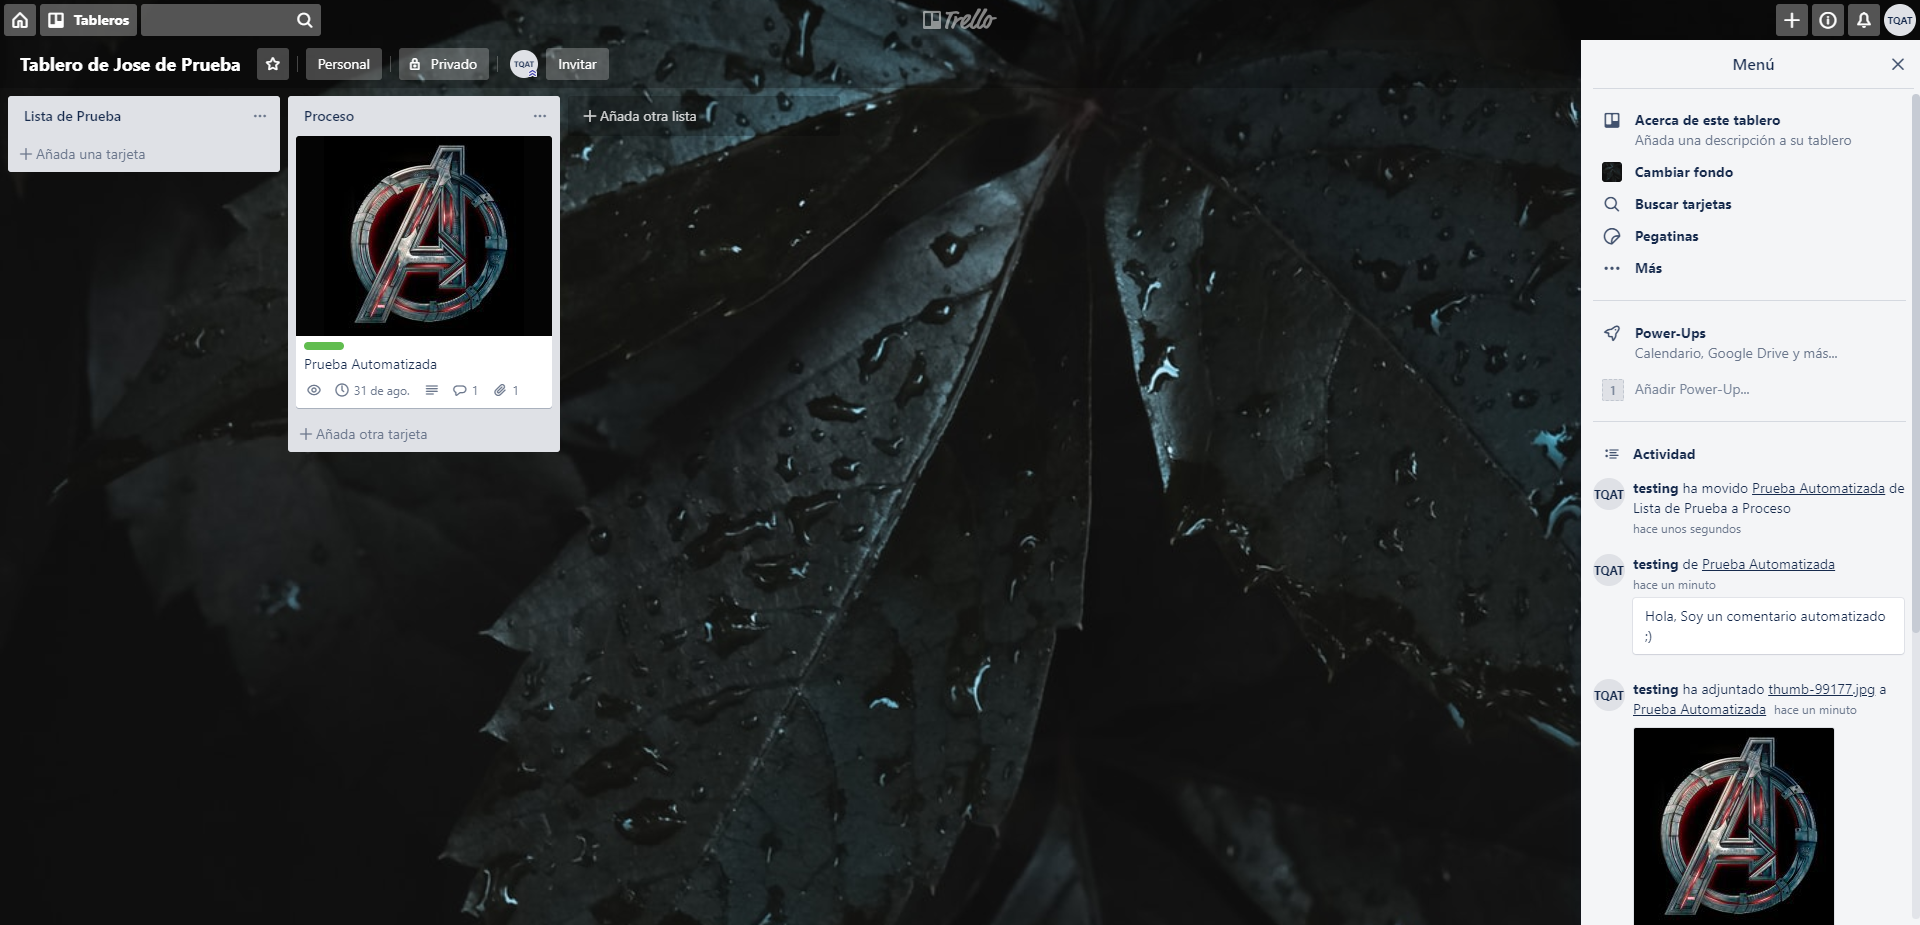 Tableros
Trello
TQAT
Tablero de Jose de Prueba
Personal
Privado
TQAT
Invitar
Lista de Prueba
Añada una tarjeta
Proceso
Prueba Automatizada
31 de ago.
1
1
Añada otra tarjeta
Añada otra lista
Menú
Acerca de este tablero
Añada una descripción a su tablero
Cambiar fondo
Buscar tarjetas
Pegatinas
Más
Power-Ups
Calendario, Google Drive y más...
1 Añadir Power-Up...
Actividad
TQAT
testing ha movido Prueba Automatizada de
Lista de Prueba a Proceso
hace unos segundos
TQAT
testing de Prueba Automatizada
hace un minuto
Hola, Soy un comentario automatizado
;)
TQAT
testing ha adjuntado thumb-99177.jpg a
Prueba Automatizada hace un minuto